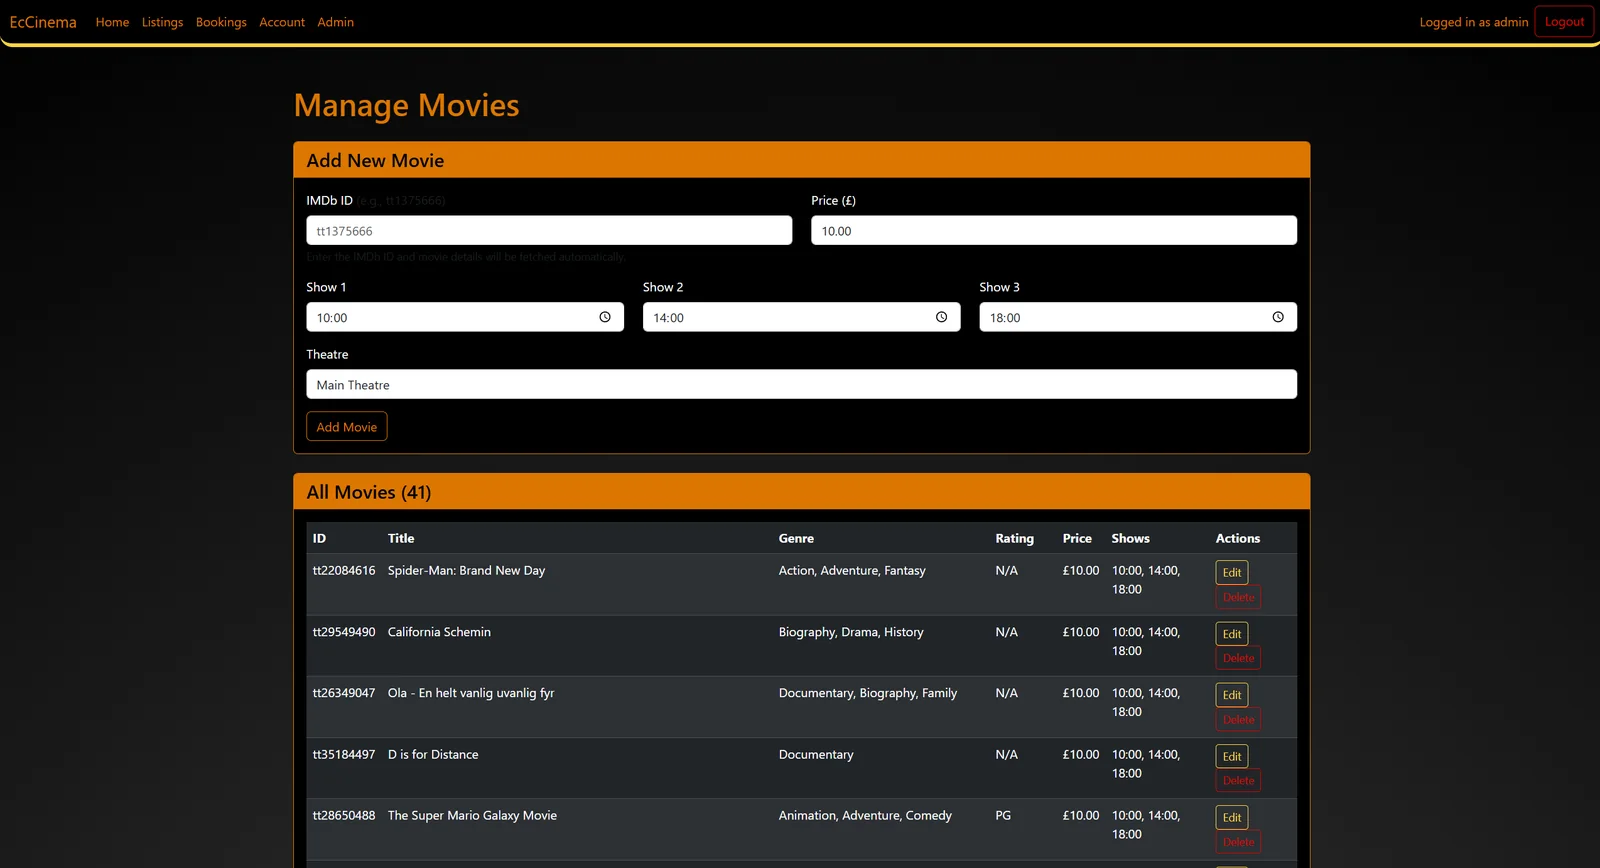 EcCinema Home Listings Bookings Account Admin Logged in as admin Logout
Manage Movies
Add New Movie
IMDb ID (e.g., tt1375666) Price (£)
tt1375666 10.00
Enter the IMDb ID and movie details will be fetched automatically.
Show 1 Show 2 Show 3
10:00 14:00 18:00
Theatre
Main Theatre
Add Movie
All Movies (41)
ID Title Genre Rating Price Shows Actions
tt22084616 Spider-Man: Brand New Day Action, Adventure, Fantasy N/A £10.00 10:00, 14:00, Edit
18:00 Delete
tt29549490 California Schemin Biography, Drama, History N/A £10.00 10:00, 14:00, Edit
18:00 Delete
tt26349047 Ola - En helt vanlig uvanlig fyr Documentary, Biography, Family N/A £10.00 10:00, 14:00, Edit
18:00 Delete
tt35184497 D is for Distance Documentary N/A £10.00 10:00, 14:00, Edit
18:00 Delete
tt28650488 The Super Mario Galaxy Movie Animation, Adventure, Comedy PG £10.00 10:00, 14:00, Edit
18:00 Delete